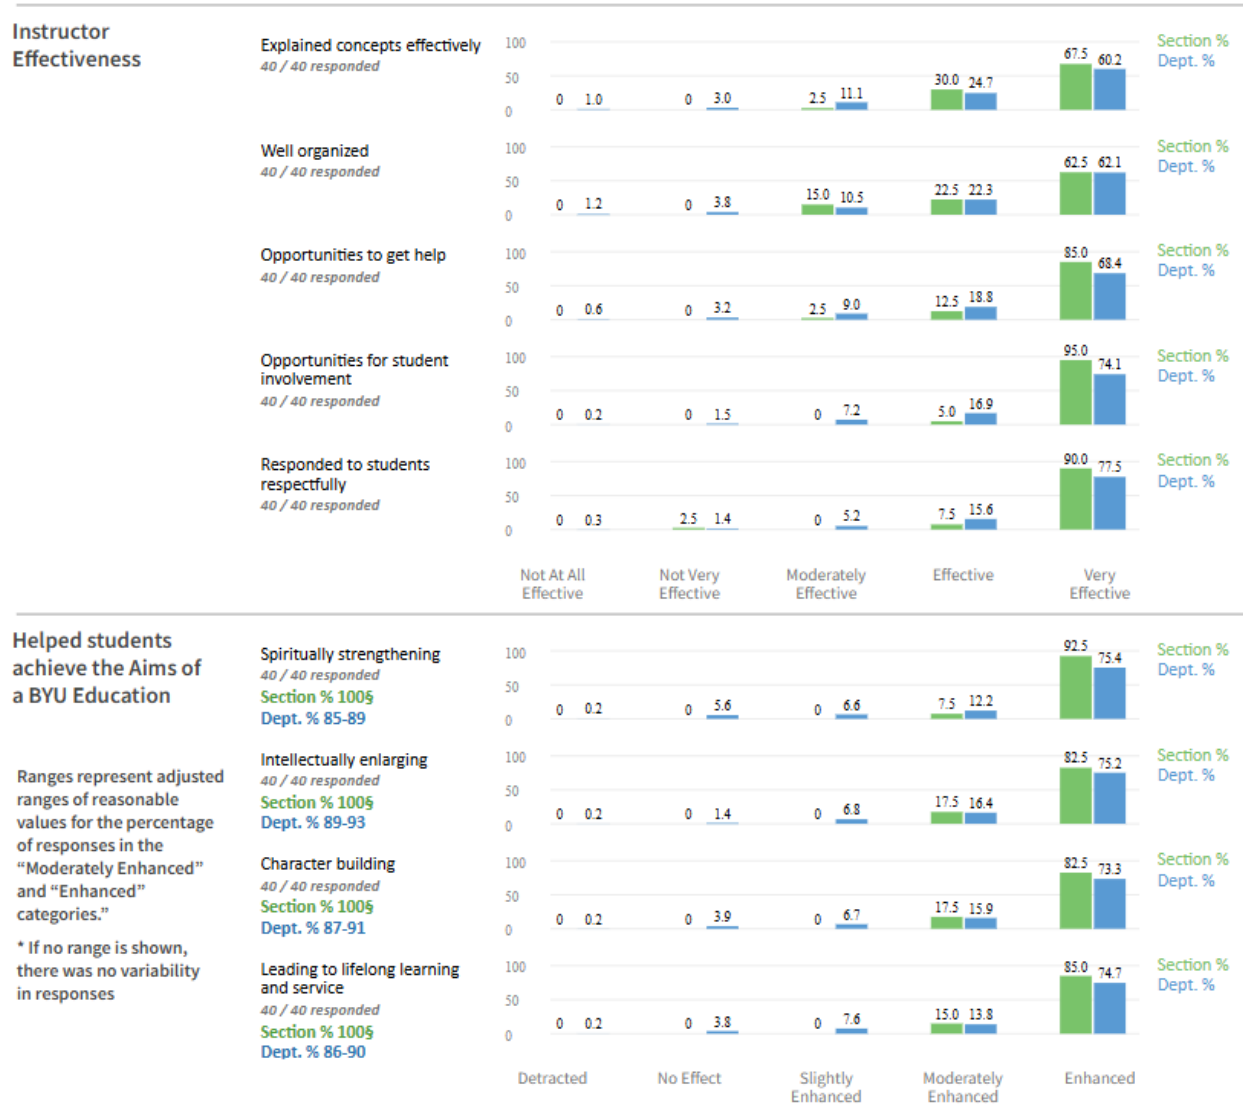 Instructor
Effectiveness
Explained concepts effectively
40 / 40 responded
100
50
0
0 1.0
0 3.0
2.5 11.1
30.0 24.7
67.5 60.2
Section %
Dept. %
Well organized
40 / 40 responded
100
50
0
0 1.2
0 3.8
15.0 10.5
22.5 22.3
62.5 62.1
Section %
Dept. %
Opportunities to get help
40 / 40 responded
100
50
0
0 0.6
0 3.2
2.5 9.0
12.5 18.8
85.0 68.4
Section %
Dept. %
Opportunities for student
involvement
40 / 40 responded
100
50
0
0 0.2
0 1.5
0 7.2
5.0 16.9
95.0 74.1
Section %
Dept. %
Responded to students
respectfully
40 / 40 responded
100
50
0
0 0.3
2.5 1.4
0 5.2
7.5 15.6
90.0 77.5
Section %
Dept. %
Not At All
Effective
Not Very
Effective
Moderately
Effective
Effective
Very
Effective
Helped students
achieve the Aims of
a BYU Education
Ranges represent adjusted
ranges of reasonable
values for the percentage
of responses in the
“Moderately Enhanced”
and “Enhanced”
categories.”
* If no range is shown,
there was no variability
in responses
Spiritually strengthening
40 / 40 responded
Section % 100§
Dept. % 85-89
100
50
0
0 0.2
0 5.6
0 6.6
7.5 12.2
92.5 75.4
Section %
Dept. %
Intellectually enlarging
40 / 40 responded
Section % 100§
Dept. % 89-93
100
50
0
0 0.2
0 1.4
0 6.8
17.5 16.4
82.5 75.2
Section %
Dept. %
Character building
40 / 40 responded
Section % 100§
Dept. % 87-91
100
50
0
0 0.2
0 3.9
0 6.7
17.5 15.9
82.5 73.3
Section %
Dept. %
Leading to lifelong learning
and service
40 / 40 responded
Section % 100§
Dept. % 86-90
100
50
0
0 0.2
0 3.8
0 7.6
15.0 13.8
85.0 74.7
Section %
Dept. %
Detracted
No Effect
Slightly
Enhanced
Moderately
Enhanced
Enhanced